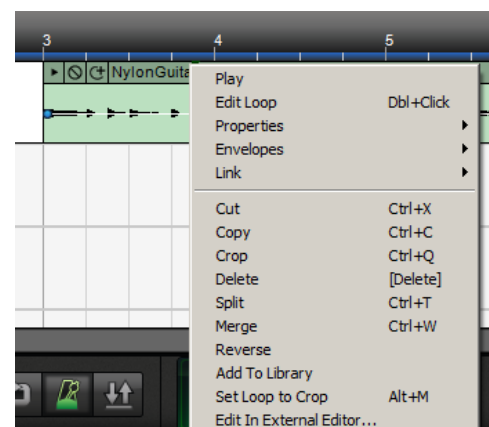 3 4 5
NylonGuita
Play
Edit Loop Dbl+Click
Properties
Envelopes
Link
Cut Ctrl+X
Copy Ctrl+C
Crop Ctrl+Q
Delete [Delete]
Split Ctrl+T
Merge Ctrl+W
Reverse
Add To Library
Set Loop to Crop Alt+M
Edit In External Editor...